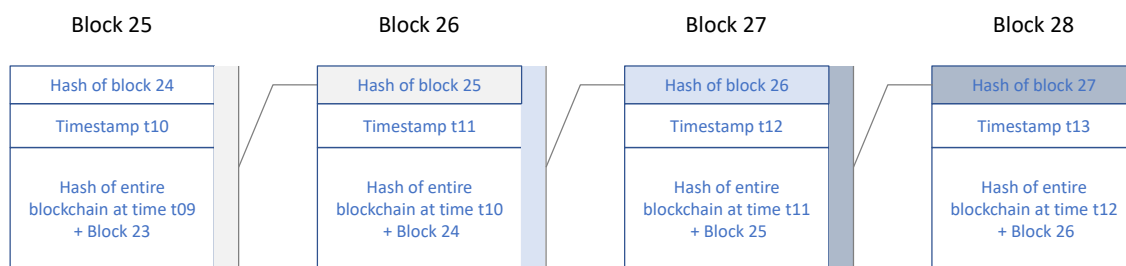 Block 25
Block 26
Block 27
Block 28
Hash of block 24
Hash of block 25
Hash of block 26
Hash of block 27
Timestamp t10
Timestamp t11
Timestamp t12
Timestamp t13
Hash of entire
blockchain at time t09
+ Block 23
Hash of entire
blockchain at time t10
+ Block 24
Hash of entire
blockchain at time t11
+ Block 25
Hash of entire
blockchain at time t12
+ Block 26